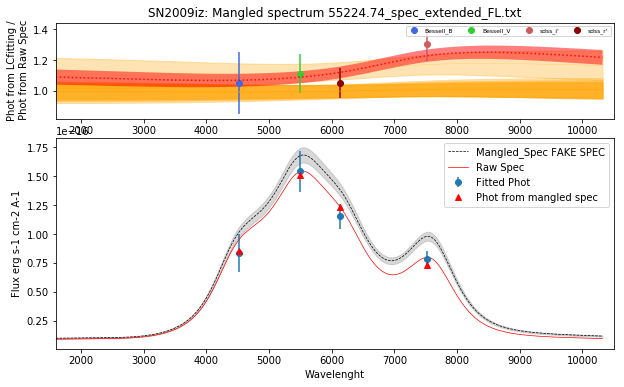 SN2009iz: Mangled spectrum 55224.74_spec_extended_FL.txt
Phot from LCfitting /
Phot from Raw Spec
1.4
1.2
1.0
Bessell_B
Bessell_V
sdss_i'
sdss_r'
2000 3000 4000 5000 6000 7000 8000 9000 10000
Flux erg s-1 cm-2 A-1
1.75
1.50
1.25
1.00
0.75
0.50
0.25
Mangled_Spec FAKE SPEC
Raw Spec
Fitted Phot
Phot from mangled spec
2000 3000 4000 5000 6000 7000 8000 9000 10000
Wavelenght